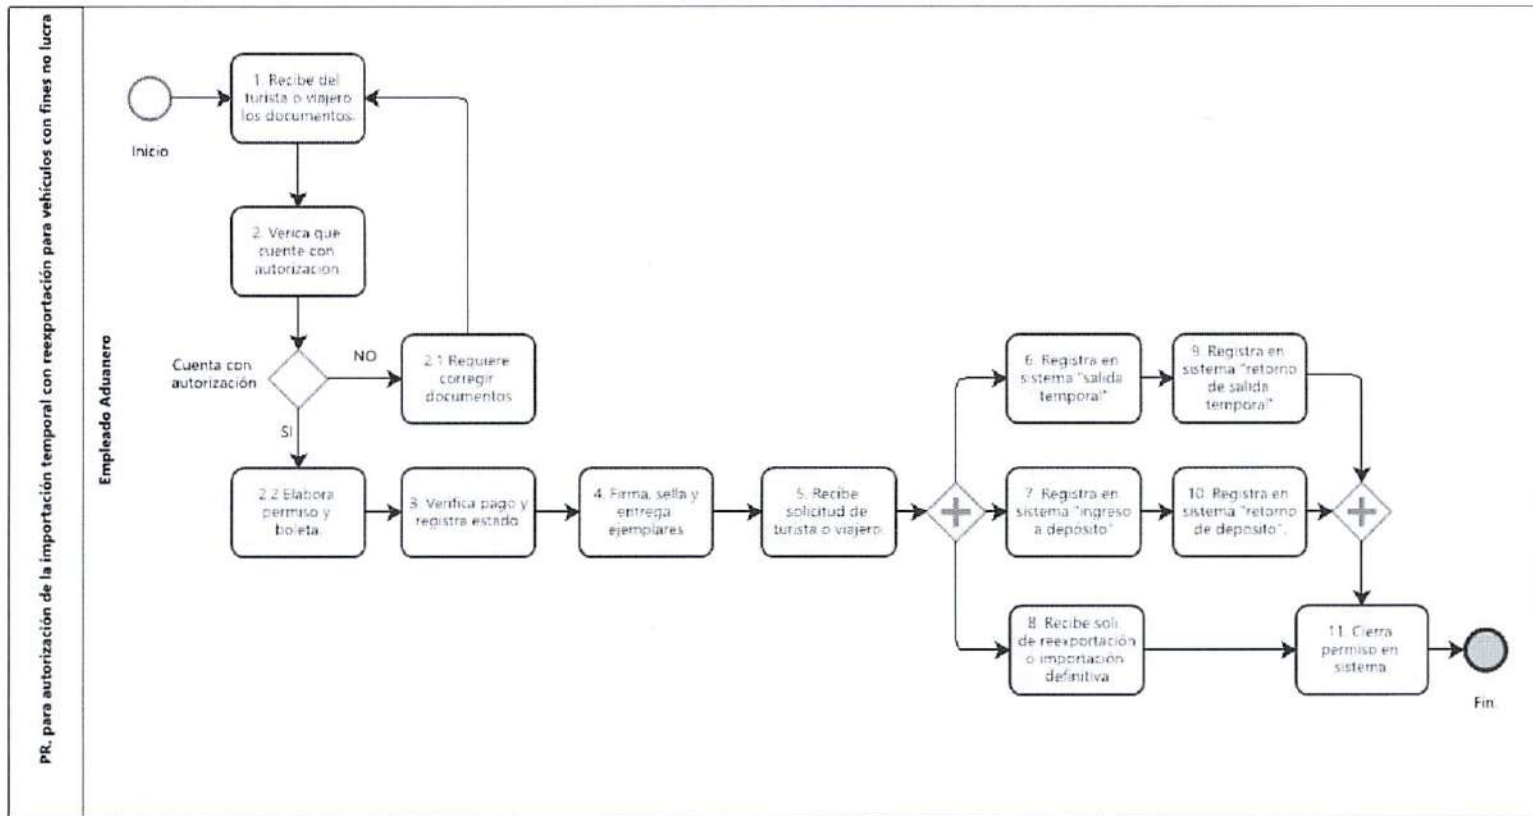 PR. para autorización de la importación temporal con reexportación para vehículos con fines no lucra
Empleado Aduanero
Inicio
1. Recibe del
turista o viajero
los documentos.
2. Verica que
cuente con
autorización
Cuenta con
autorización
NO
2.1 Requiere
corregir
documentos
SI
2.2 Elabora
permiso y
boleta.
3. Verifica pago y
registra estado
4. Firma, sella y
entrega
ejemplares
5. Recibe
solicitud de
turista o viajero.
6. Registra en
sistema "salida
temporal"
9. Registra en
sistema "retorno
de salida
temporal"
7. Registra en
sistema "ingreso
a depósito"
10. Registra en
sistema "retorno
de deposito".
8. Recibe soli.
de reexportación
o importación
definitiva
11. Cierra
permiso en
sistema
Fin.